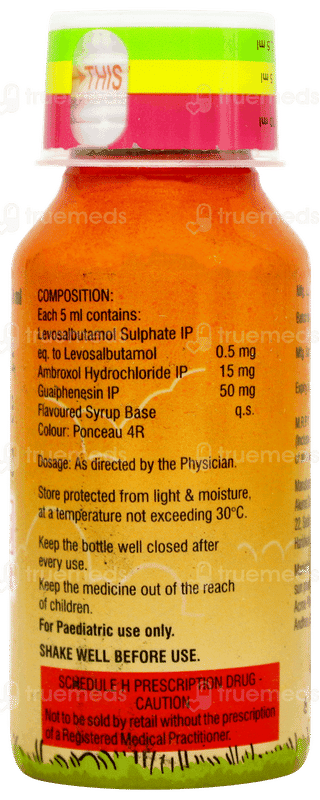 THIS
5 ml
COMPOSITION:
Each 5 ml contains:
Levosalbutamol Sulphate IP
eq. to Levosalbutamol 0.5 mg
Ambroxol Hydrochloride IP 15 mg
Guaiphenesin IP 50 mg
Flavoured Syrup Base q.s.
Colour: Ponceau 4R
Dosage: As directed by the Physician.
Store protected from light & moisture,
at a temperature not exceeding 30°C.
Keep the bottle well closed after
every use.
Keep the medicine out of the reach
of children.
For Paediatric use only.
SHAKE WELL BEFORE USE.
SCHEDULE H PRESCRIPTION DRUG -
CAUTION
Not to be sold by retail without the prescription
of a Registered Medical Practitioner.
truemeds